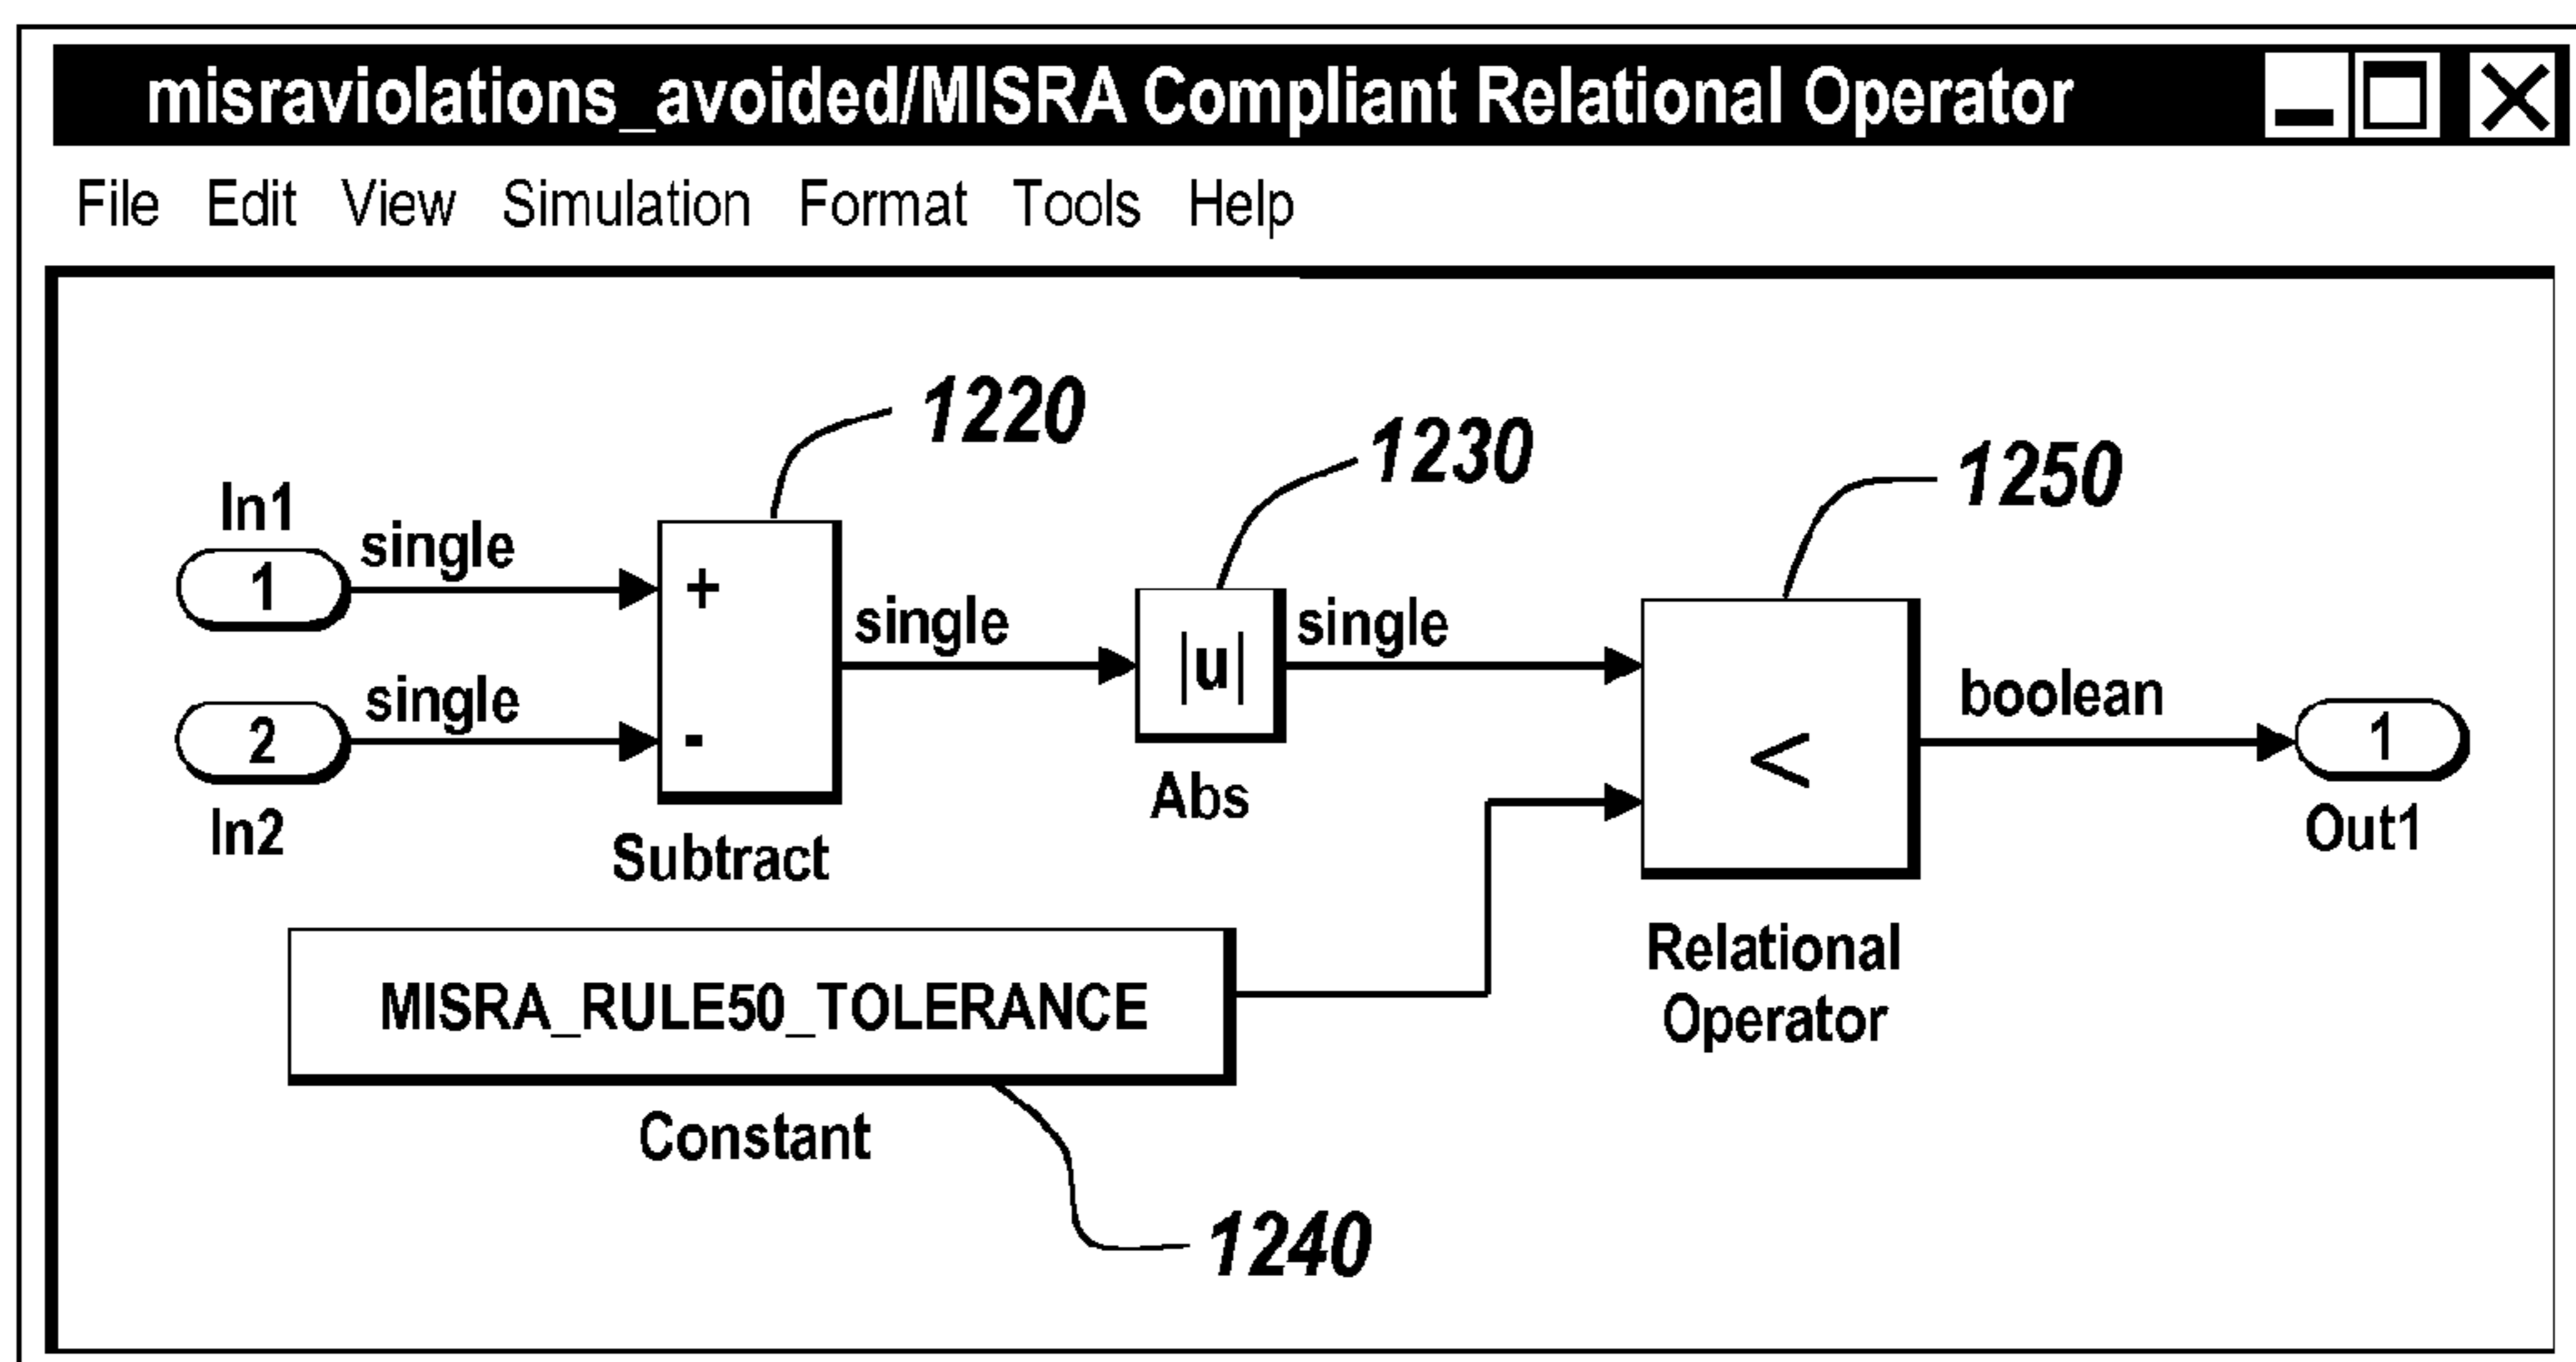 misraviolations_avoided/MISRA Compliant Relational Operator
File Edit View Simulation Format Tools Help
1220
1230
1250
In1
1
single
+
single
|u|
single
Abs
2
In2
single
-
Subtract
<
Relational
Operator
boolean
1
Out1
MISRA_RULE50_TOLERANCE
Constant
1240